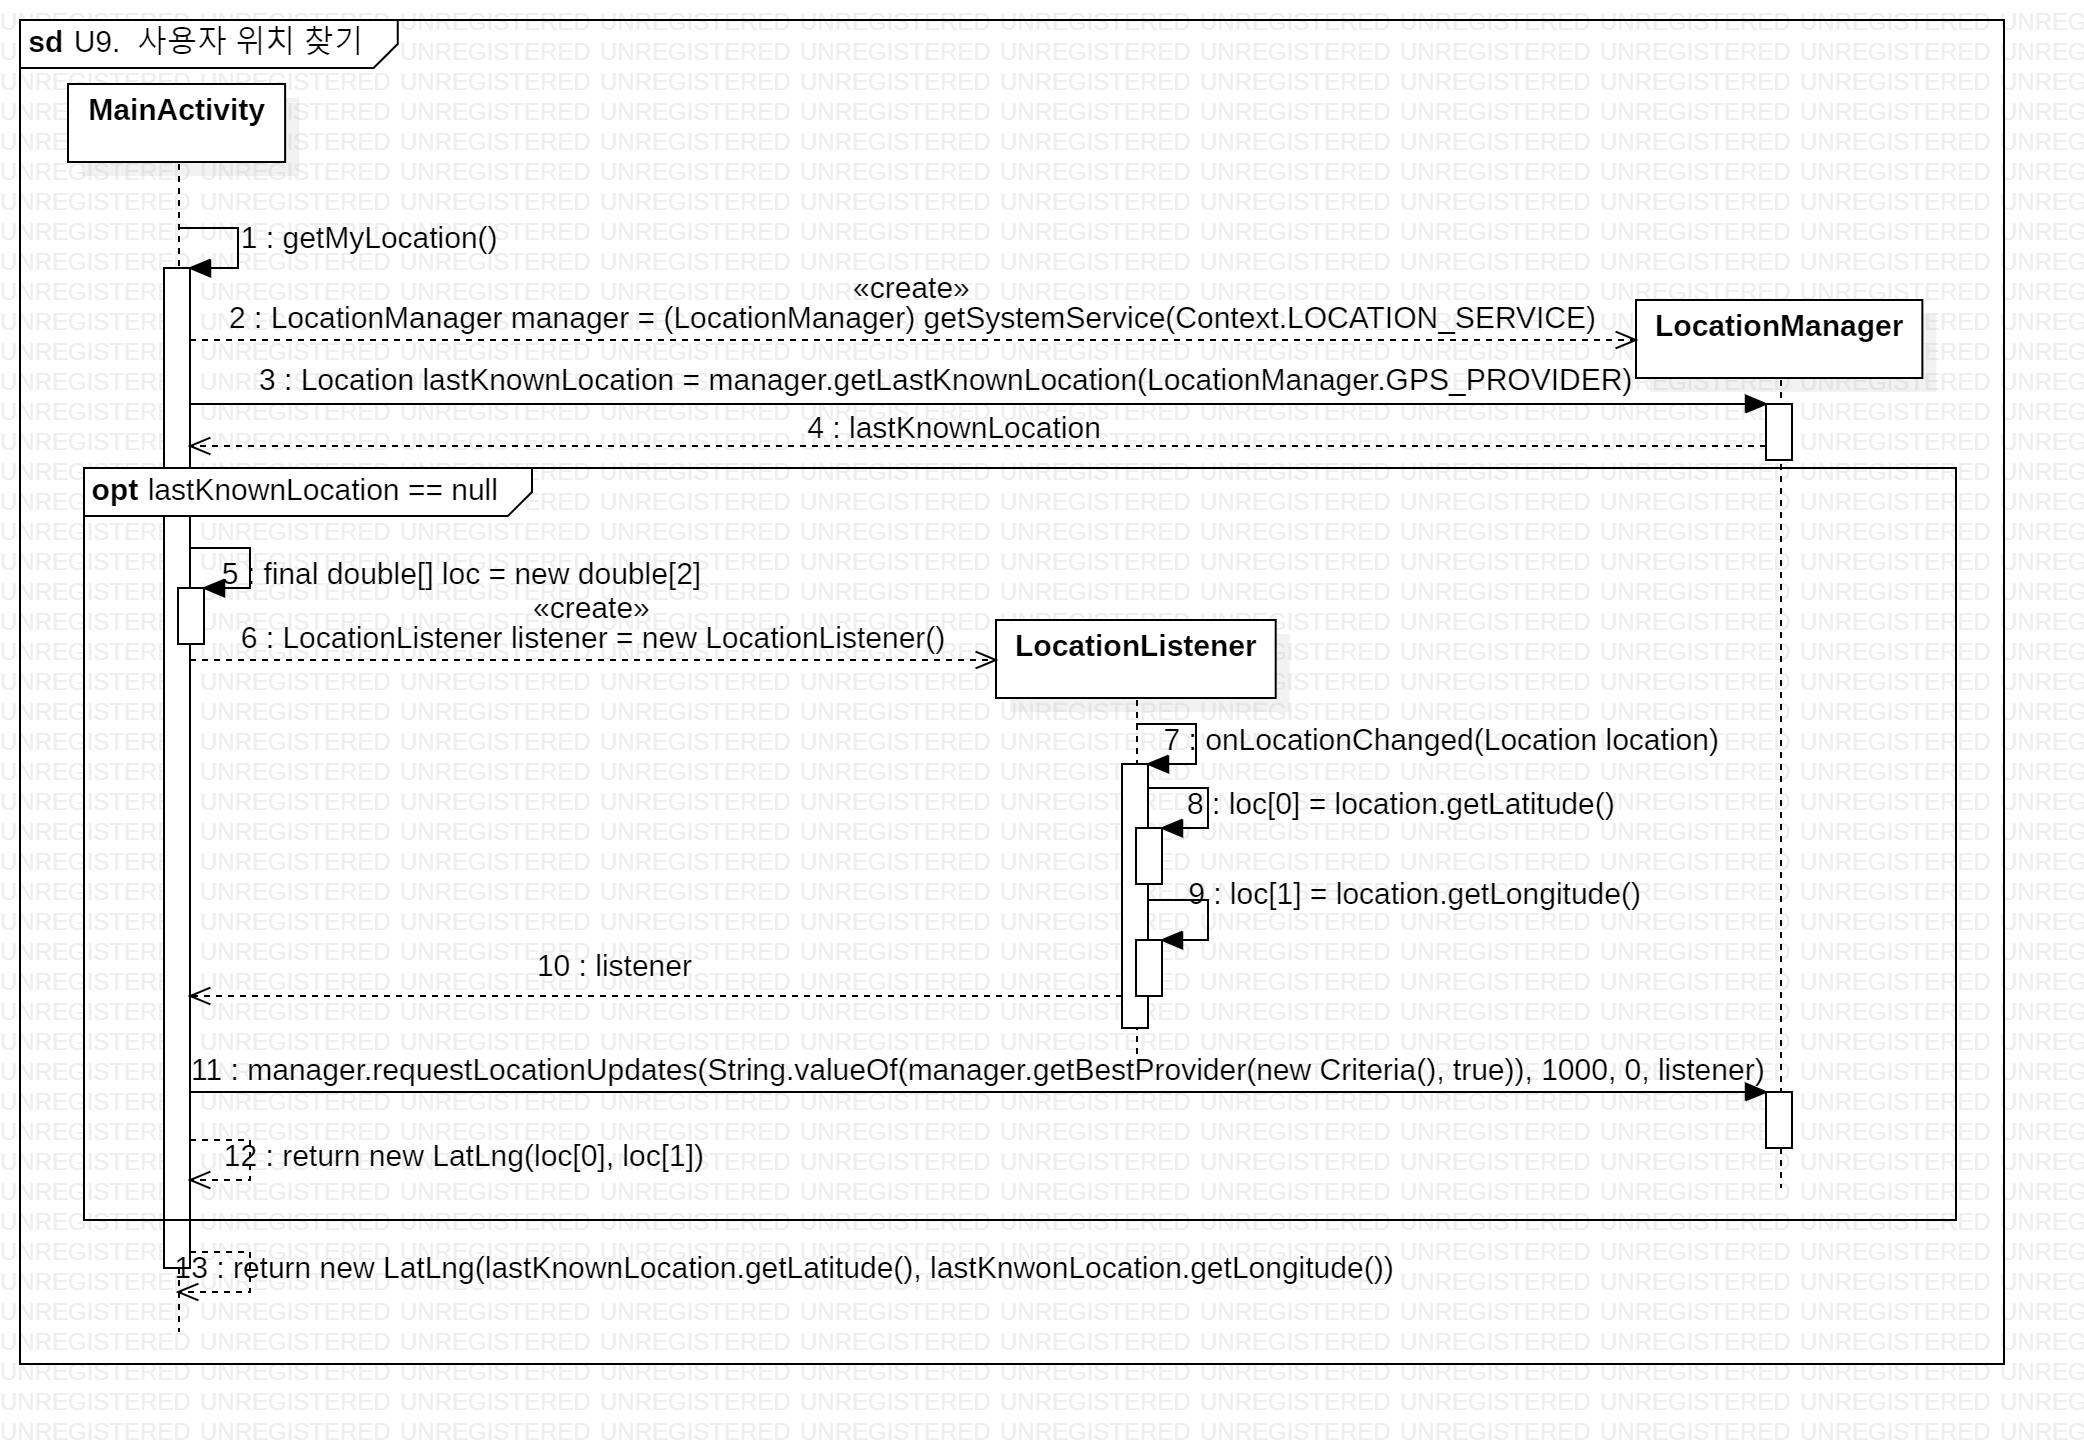 sd U9. 사용자 위치 찾기
MainActivity
1 : getMyLocation()
«create»
2 : LocationManager manager = (LocationManager) getSystemService(Context.LOCATION_SERVICE)
LocationManager
3 : Location lastKnownLocation = manager.getLastKnownLocation(LocationManager.GPS_PROVIDER)
4 : lastKnownLocation
opt lastKnownLocation == null
5 : final double[] loc = new double[2]
«create»
6 : LocationListener listener = new LocationListener()
LocationListener
7 : onLocationChanged(Location location)
8 : loc[0] = location.getLatitude()
9 : loc[1] = location.getLongitude()
10 : listener
11 : manager.requestLocationUpdates(String.valueOf(manager.getBestProvider(new Criteria(), true)), 1000, 0, listener)
12 : return new LatLng(loc[0], loc[1])
13 : return new LatLng(lastKnownLocation.getLatitude(), lastKnwonLocation.getLongitude())
UNREGISTERED